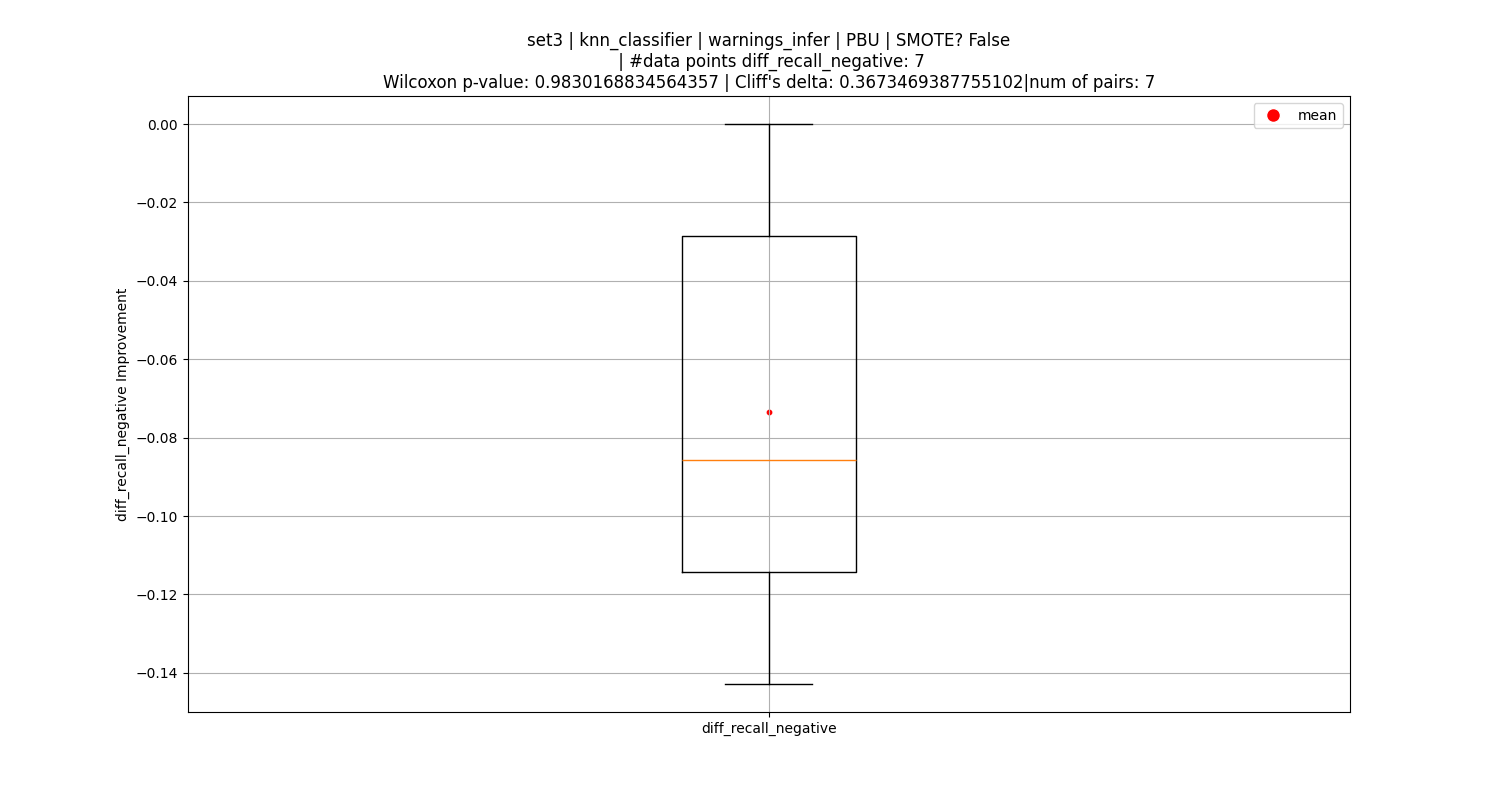 set3 | knn_classifier | warnings_infer | PBU | SMOTE? False
| #data points diff_recall_negative: 7
Wilcoxon p-value: 0.9830168834564357 | Cliff's delta: 0.3673469387755102|num of pairs: 7
mean
0.00
−0.02
−0.04
−0.06
−0.08
−0.10
−0.12
−0.14
diff_recall_negative Improvement
diff_recall_negative